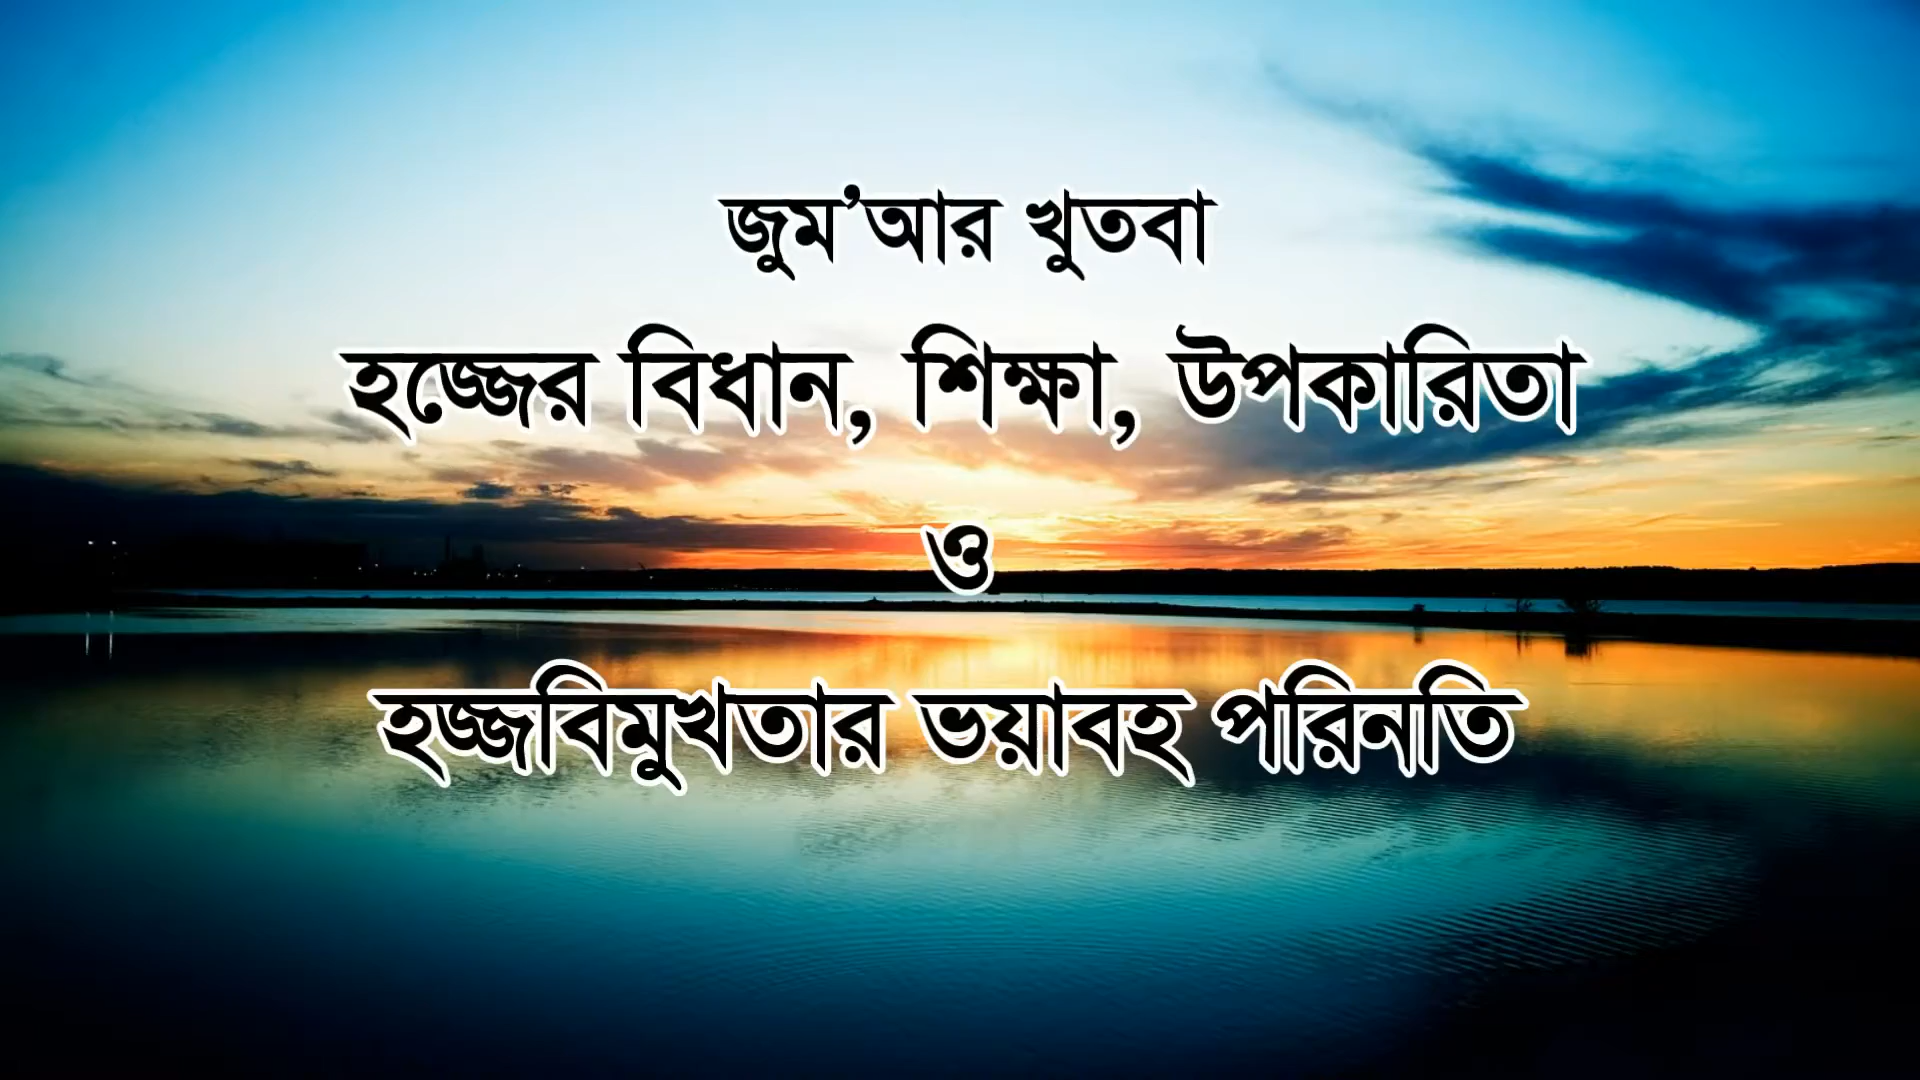 জুম’আর খুতবা
হজ্জের বিধান, শিক্ষা, উপকারিতা
ও
হজ্জবিমুখতার ভয়াবহ পরিনতি